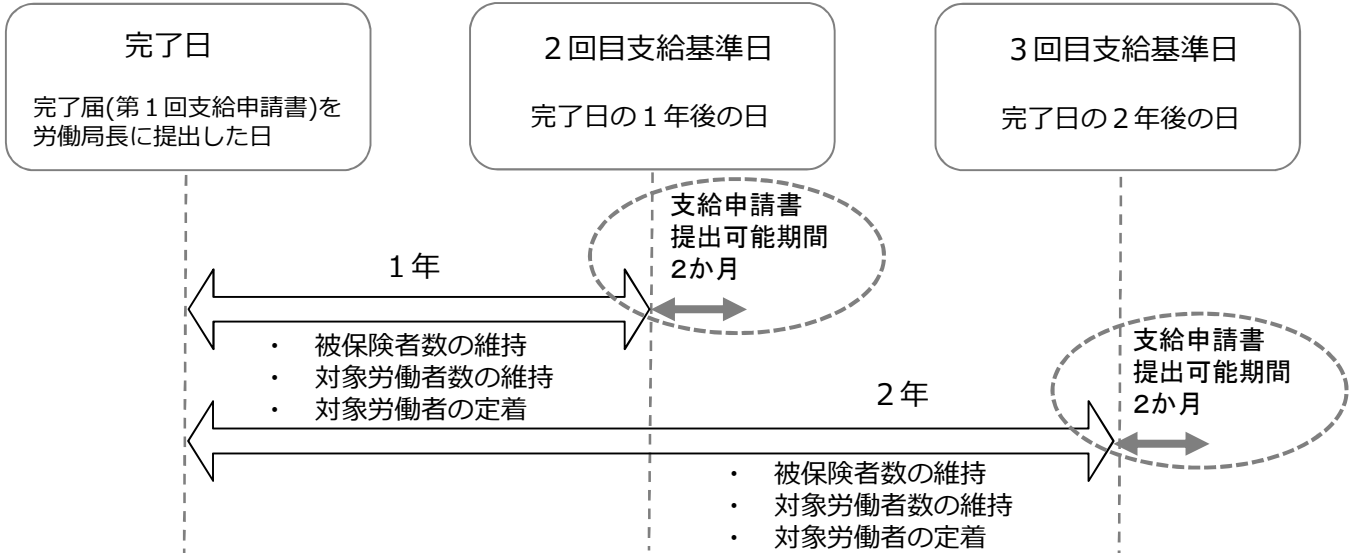 完了日
完了届(第１回支給申請書)を
労働局長に提出した日
２回目支給基準日
完了日の１年後の日
３回目支給基準日
完了日の２年後の日
支給申請書
提出可能期間
２か月
１年
・ 被保険者数の維持
・ 対象労働者数の維持
・ 対象労働者の定着
支給申請書
提出可能期間
２か月
２年
・ 被保険者数の維持
・ 対象労働者数の維持
・ 対象労働者の定着